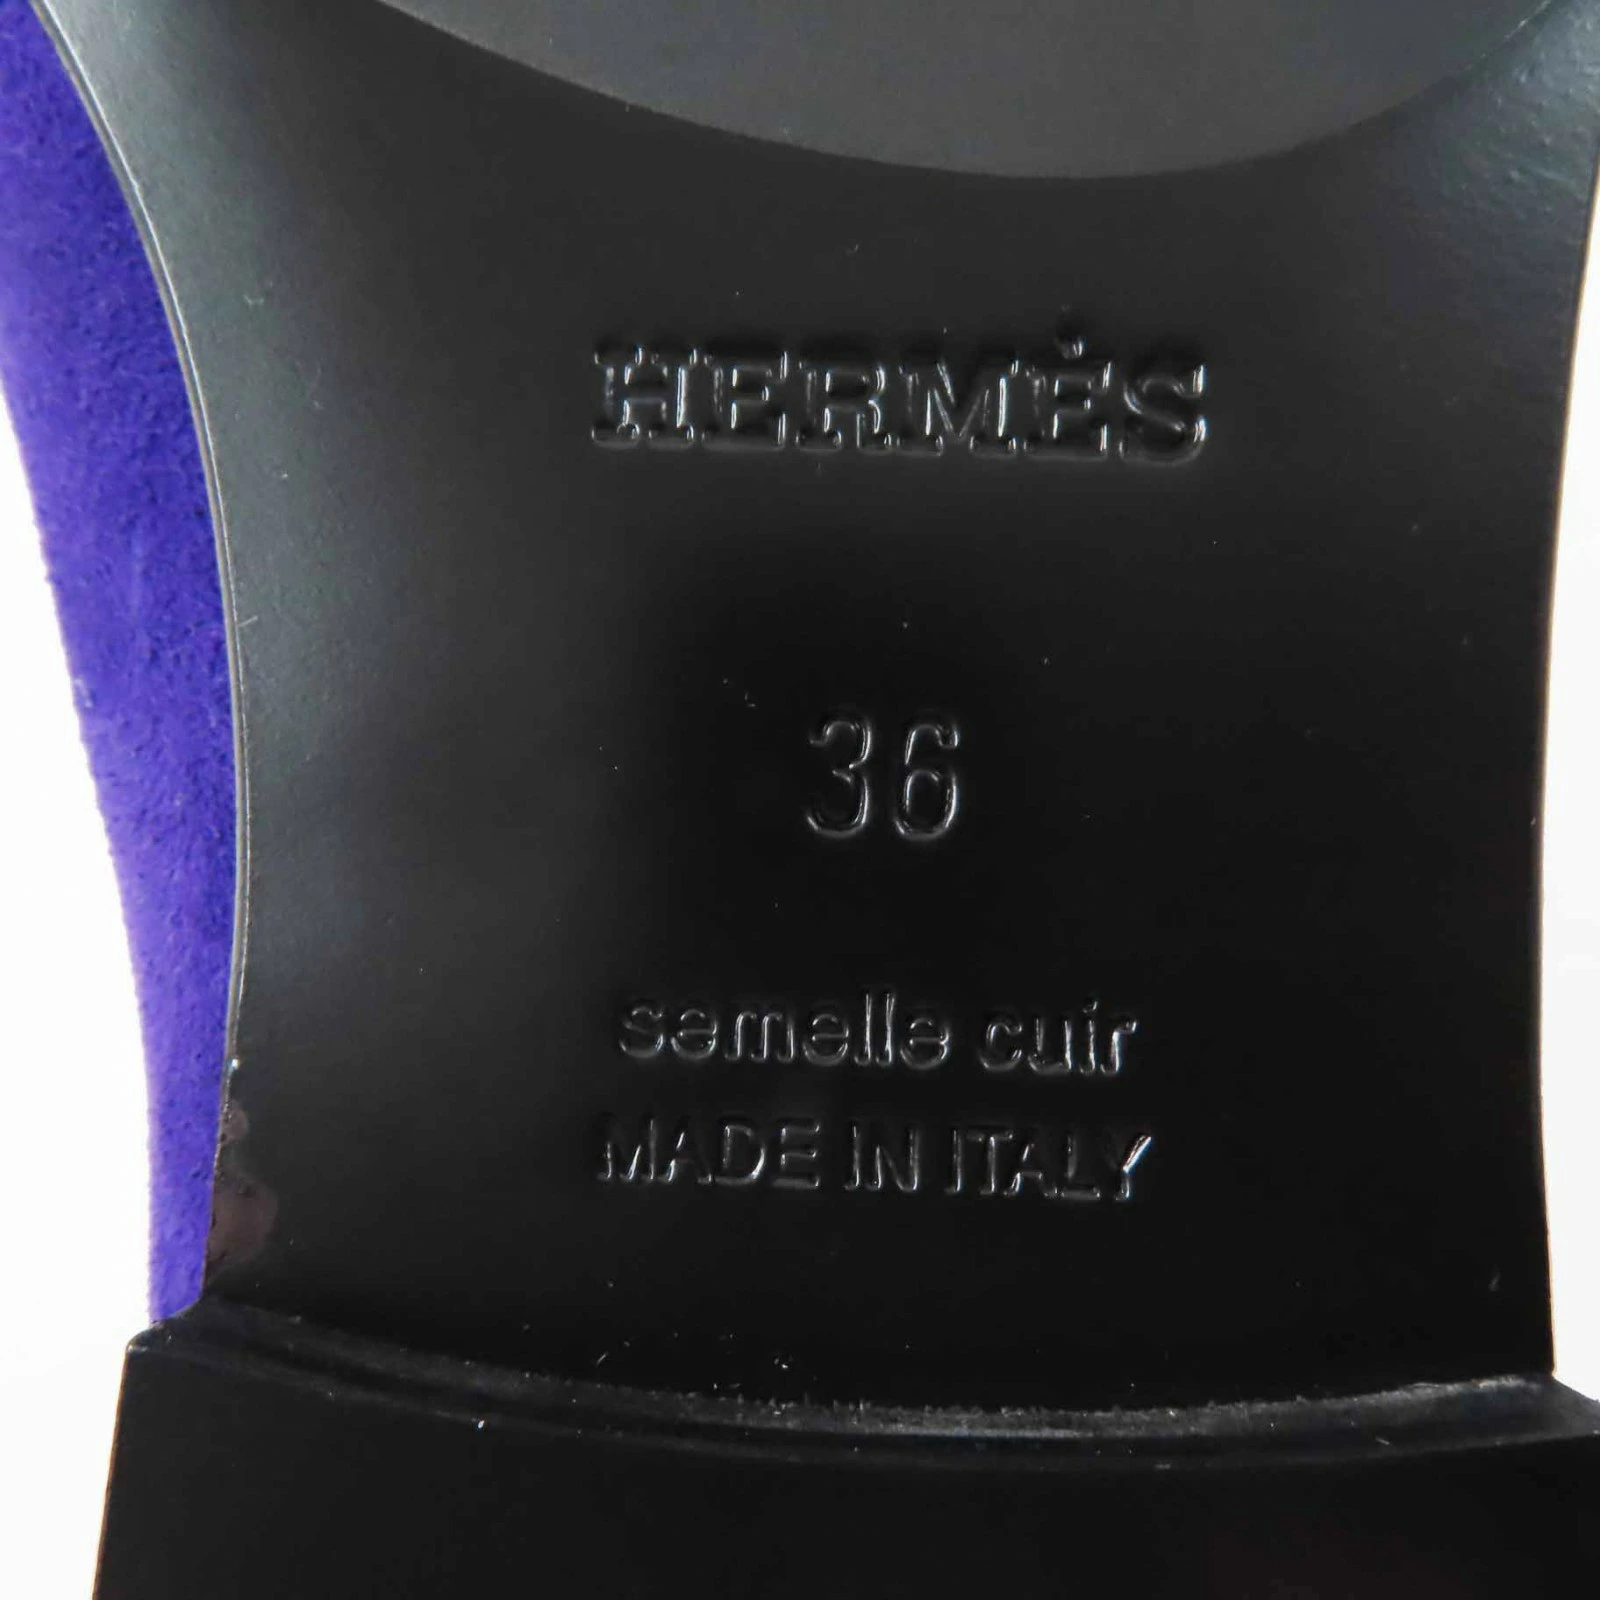 HERMÈS
36
semelle cuir
MADE IN ITALY